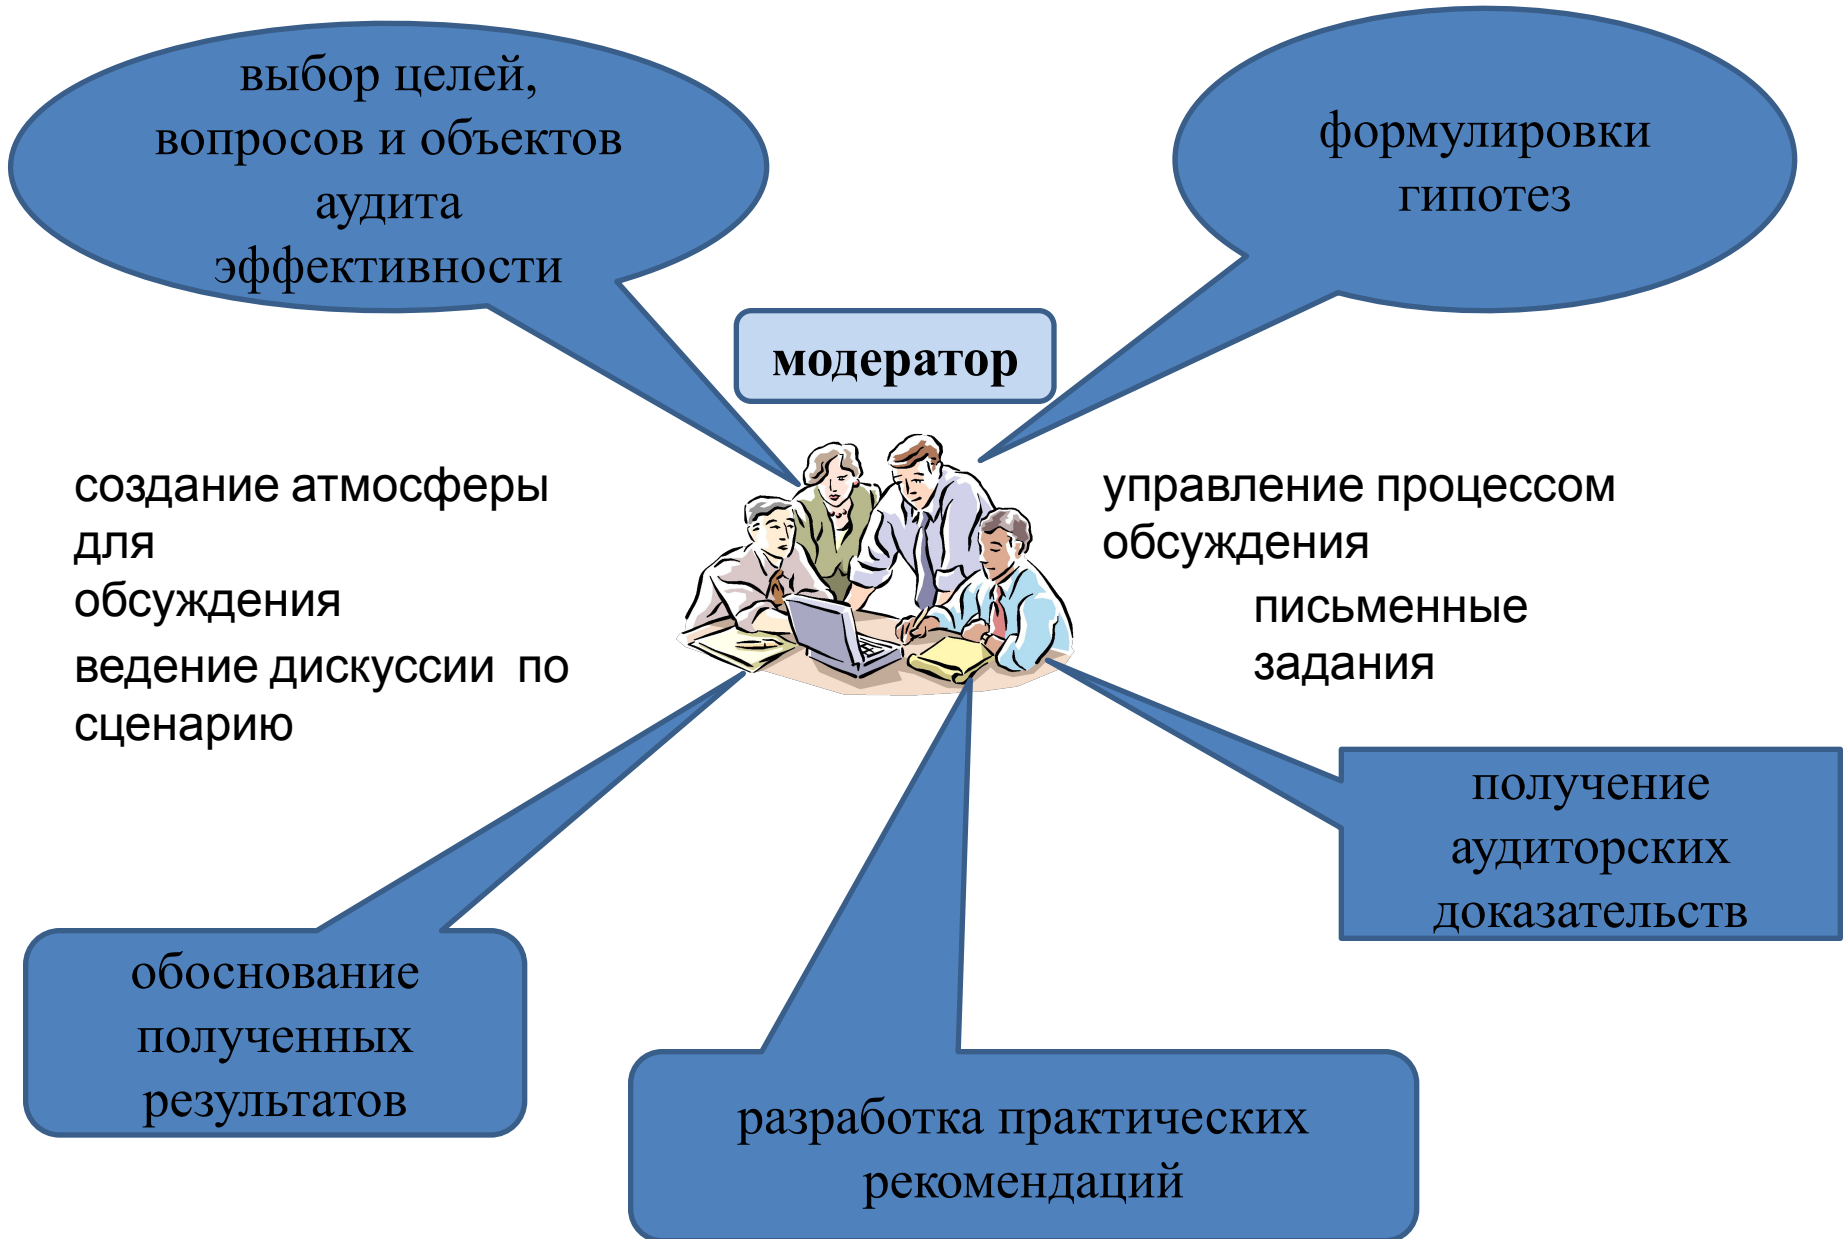 выбор целей,
вопросов и объектов
аудита
эффективности
формулировки
гипотез
модератор
создание атмосферы
для
обсуждения
ведение дискуссии по
сценарию
управление процессом
обсуждения
письменные
задания
получение
аудиторских
доказательств
обоснование
полученных
результатов
разработка практических
рекомендаций